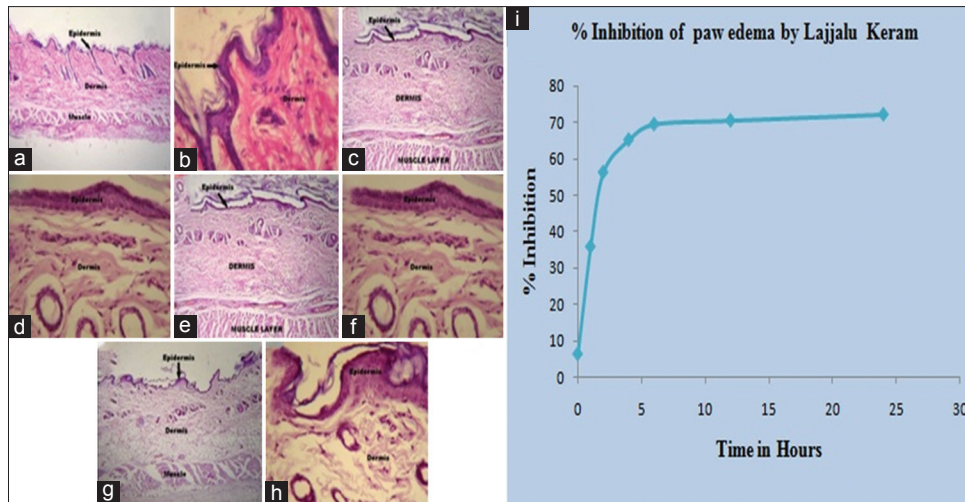 Epidermis
Dermis
Muscle
a
Epidermis
Dermis
b
Epidermis
DERMIS
MUSCLE LAYER
c
Epidermis
Dermis
d
Epidermis
DERMIS
MUSCLE LAYER
e
Epidermis
Dermis
f
Epidermis
Dermis
Muscle
g
Epidermis
Dermis
h
i
% Inhibition of paw edema by Lajjalu Keram
% Inhibition
80
70
60
50
40
30
20
10
0
0 5 10 15 20 25 30
Time in Hours